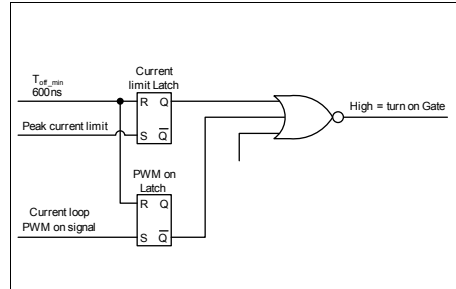 T_off_min
600ns
Current
limit Latch
R Q
Peak current limit
S Q̅
High = turn on Gate
PWM on
Latch
R Q
Current loop
PWM on signal
S Q̅